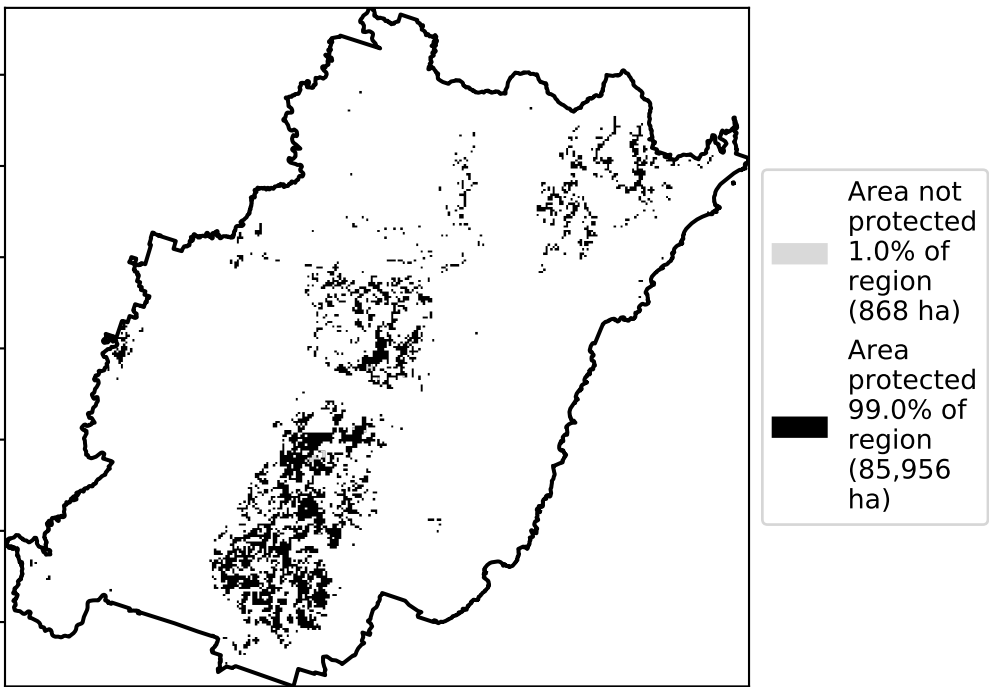 Area not
protected
1.0% of
region
(868 ha)
Area
protected
99.0% of
region
(85,956
ha)